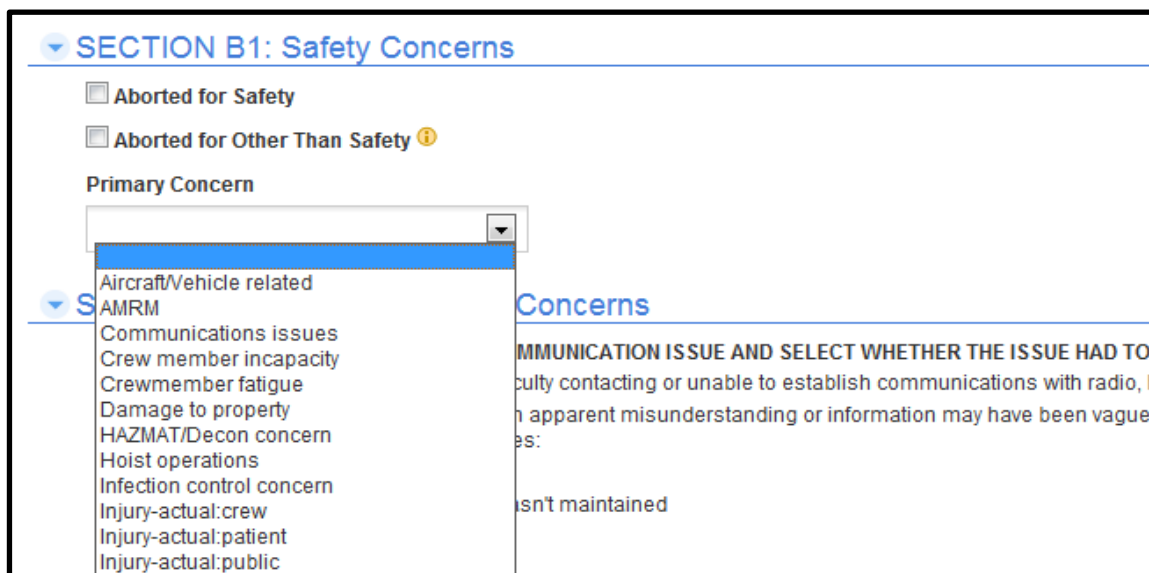 SECTION B1: Safety Concerns
Aborted for Safety
Aborted for Other Than Safety
Primary Concern
Aircraft/Vehicle related
AMRM
Communications issues
Crew member incapacity
Crewmember fatigue
Damage to property
HAZMAT/Decon concern
Hoist operations
Infection control concern
Injury-actual:crew
Injury-actual:patient
Injury-actual:public
S Concerns
MMUNICATION ISSUE AND SELECT WHETHER THE ISSUE HAD TO
culty contacting or unable to establish communications with radio,
n apparent misunderstanding or information may have been vague
es:
asn't maintained